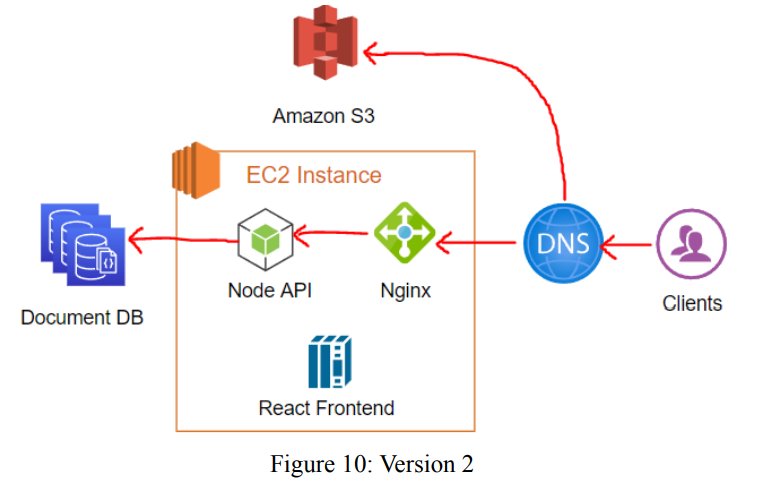 Amazon S3
EC2 Instance
DNS
Node API
Nginx
Clients
Document DB
React Frontend
Figure 10: Version 2